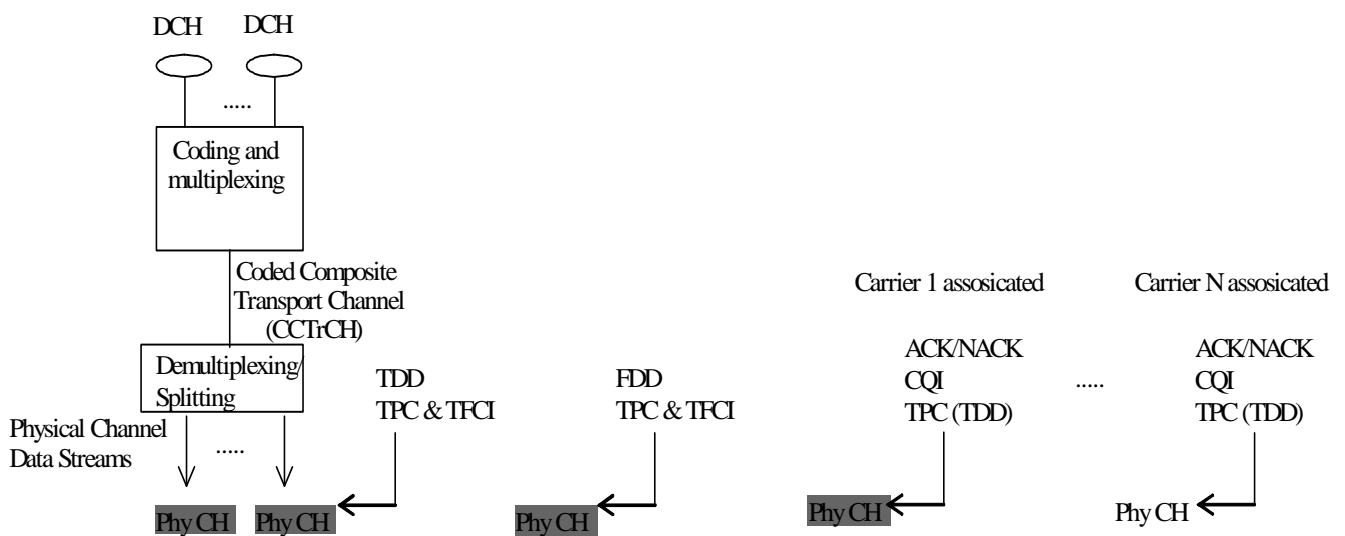 DCH DCH
.....
Coding and
multiplexing
Coded Composite
Transport Channel
(CCTrCH)
Demultiplexing/
Splitting
Physical Channel
Data Streams
.....
TDD
TPC & TFCI
FDD
TPC & TFCI
Carrier 1 assosicated
ACK/NACK
CQI
TPC (TDD)
.....
Carrier N assosicated
ACK/NACK
CQI
TPC (TDD)
Phy CH Phy CH Phy CH Phy CH Phy CH